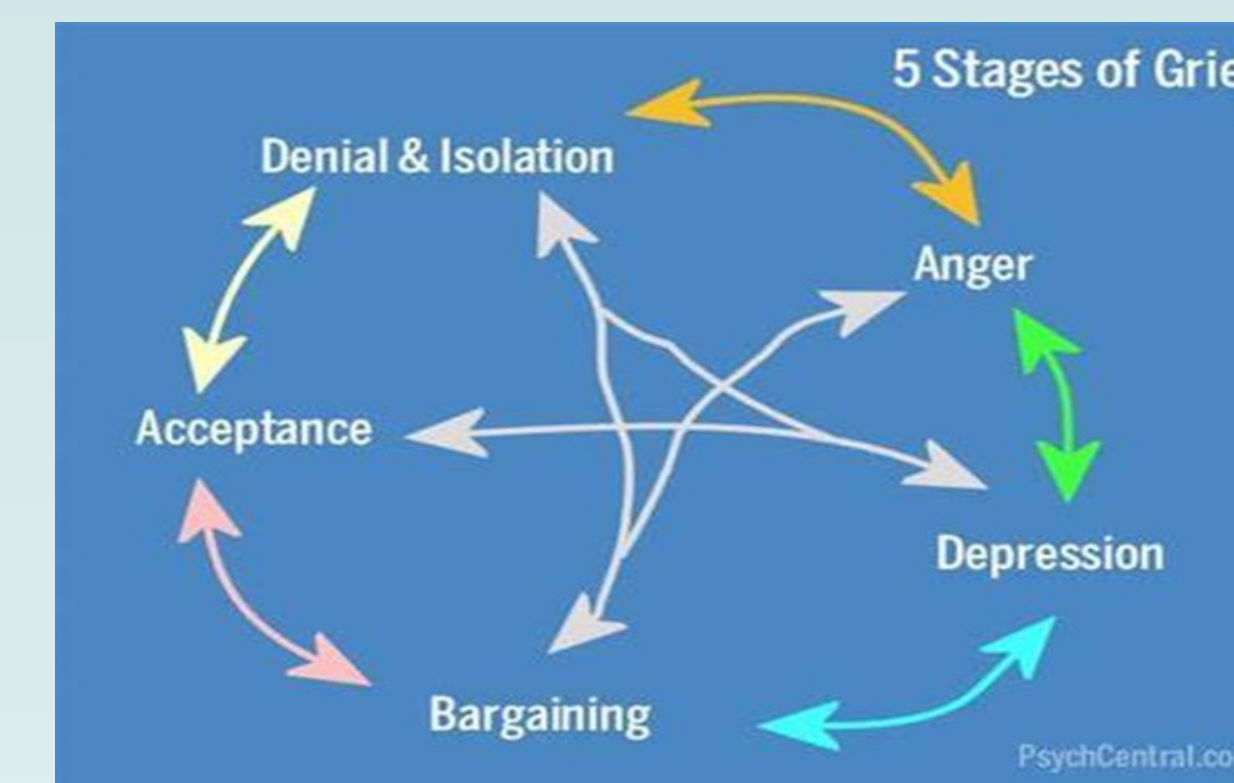 5 Stages of Grie
Denial & Isolation
Anger
Acceptance
Depression
Bargaining
PsychCentral.co